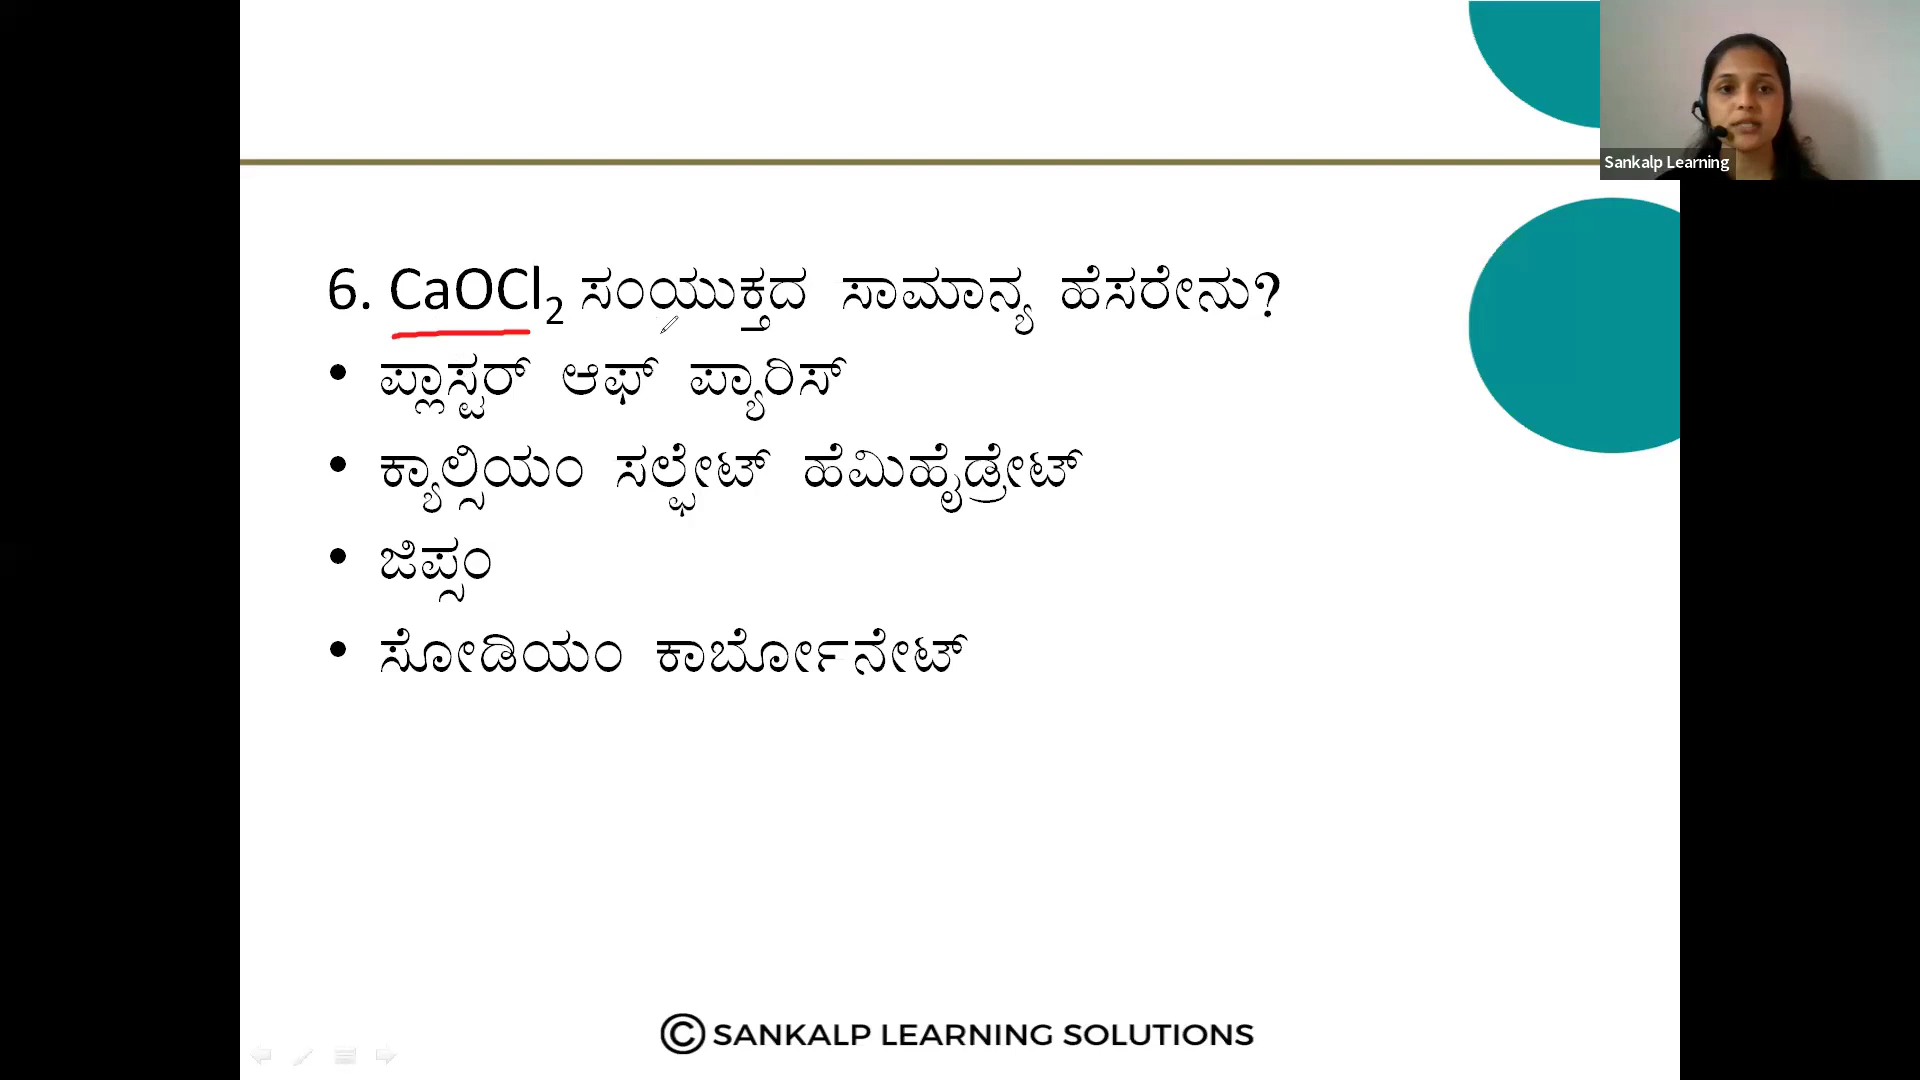 Sankalp Learning
6. CaOCl₂ ಸಂಯುಕ್ತದ ಸಾಮಾನ್ಯ ಹೆಸರೇನು?
• ಪ್ಲಾಸ್ಟರ್ ಆಫ್ ಪ್ಯಾರಿಸ್
• ಕ್ಯಾಲ್ಸಿಯಂ ಸಲ್ಫೇಟ್ ಹೆಮಿಹೈಡ್ರೇಟ್
• ಜಿಪ್ಸಂ
• ಸೋಡಿಯಂ ಕಾರ್ಬೋನೇಟ್
© SANKALP LEARNING SOLUTIONS